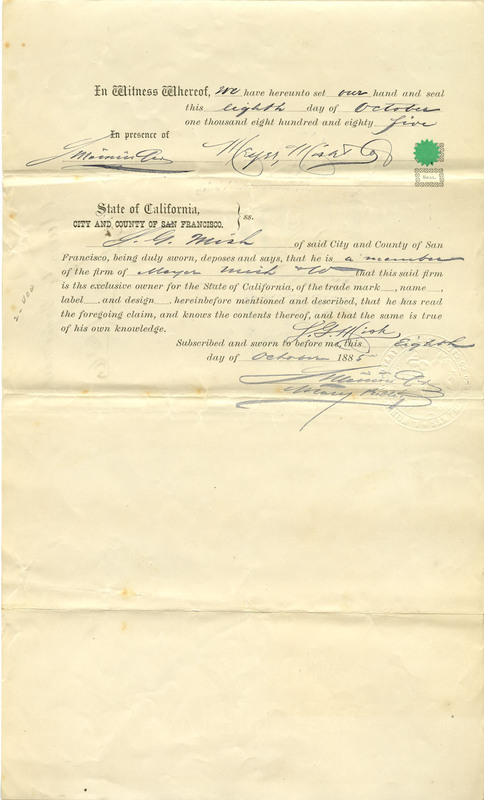 In Witness Whereof, We have hereunto set our hand and seal
this eighth day of October
one thousand eight hundred and eighty five
In presence of
Meyer, Mish & Co
Seal.
State of California,
CITY AND COUNTY OF SAN FRANCISCO. } ss.
S. G. Mish of said City and County of San
Francisco, being duly sworn, deposes and says, that he is a member
of the firm of Meyer Mish & Co that this said firm
is ths exclusive owner for the State of California, of the trade mark , name ,
label , and design , hereinbefore mentioned and described, that he has read
the foregoing claim, and knows the contents thereof, and that the same is true
of his own knowledge.
S. G. Mish
Subscribed and sworn to before me, this Eighth
day of October 1885